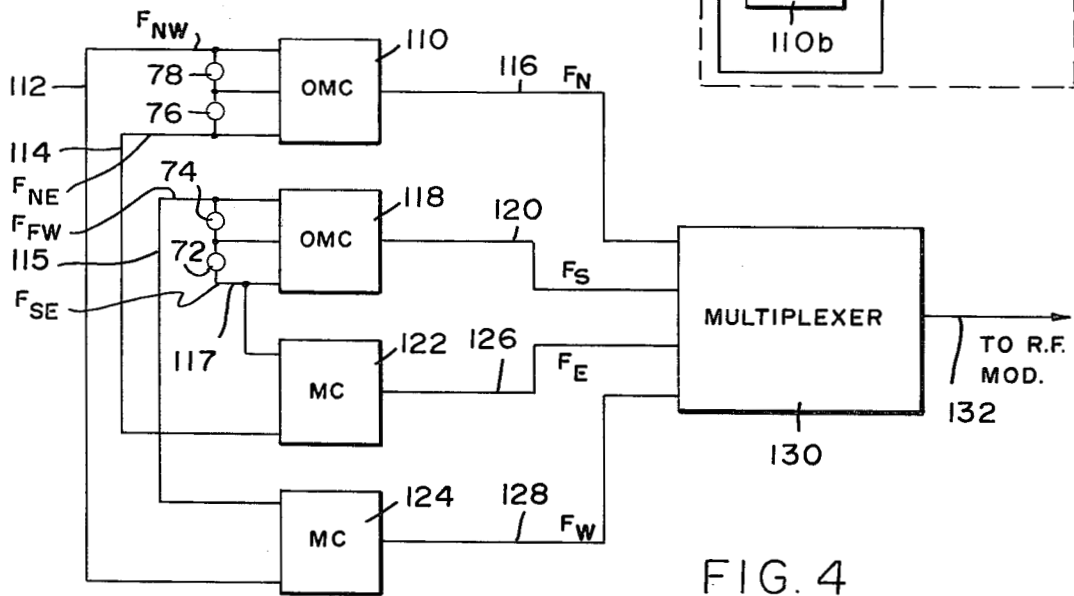 110b
F_NW
110
112
78
OMC
116
F_N
76
114
F_NE
74
118
F_FW
OMC
120
115
72
F_S
F_SE
MULTIPLEXER
117
122
126
F_E
TO R.F.
MOD.
MC
132
130
124
128
F_W
MC
FIG. 4